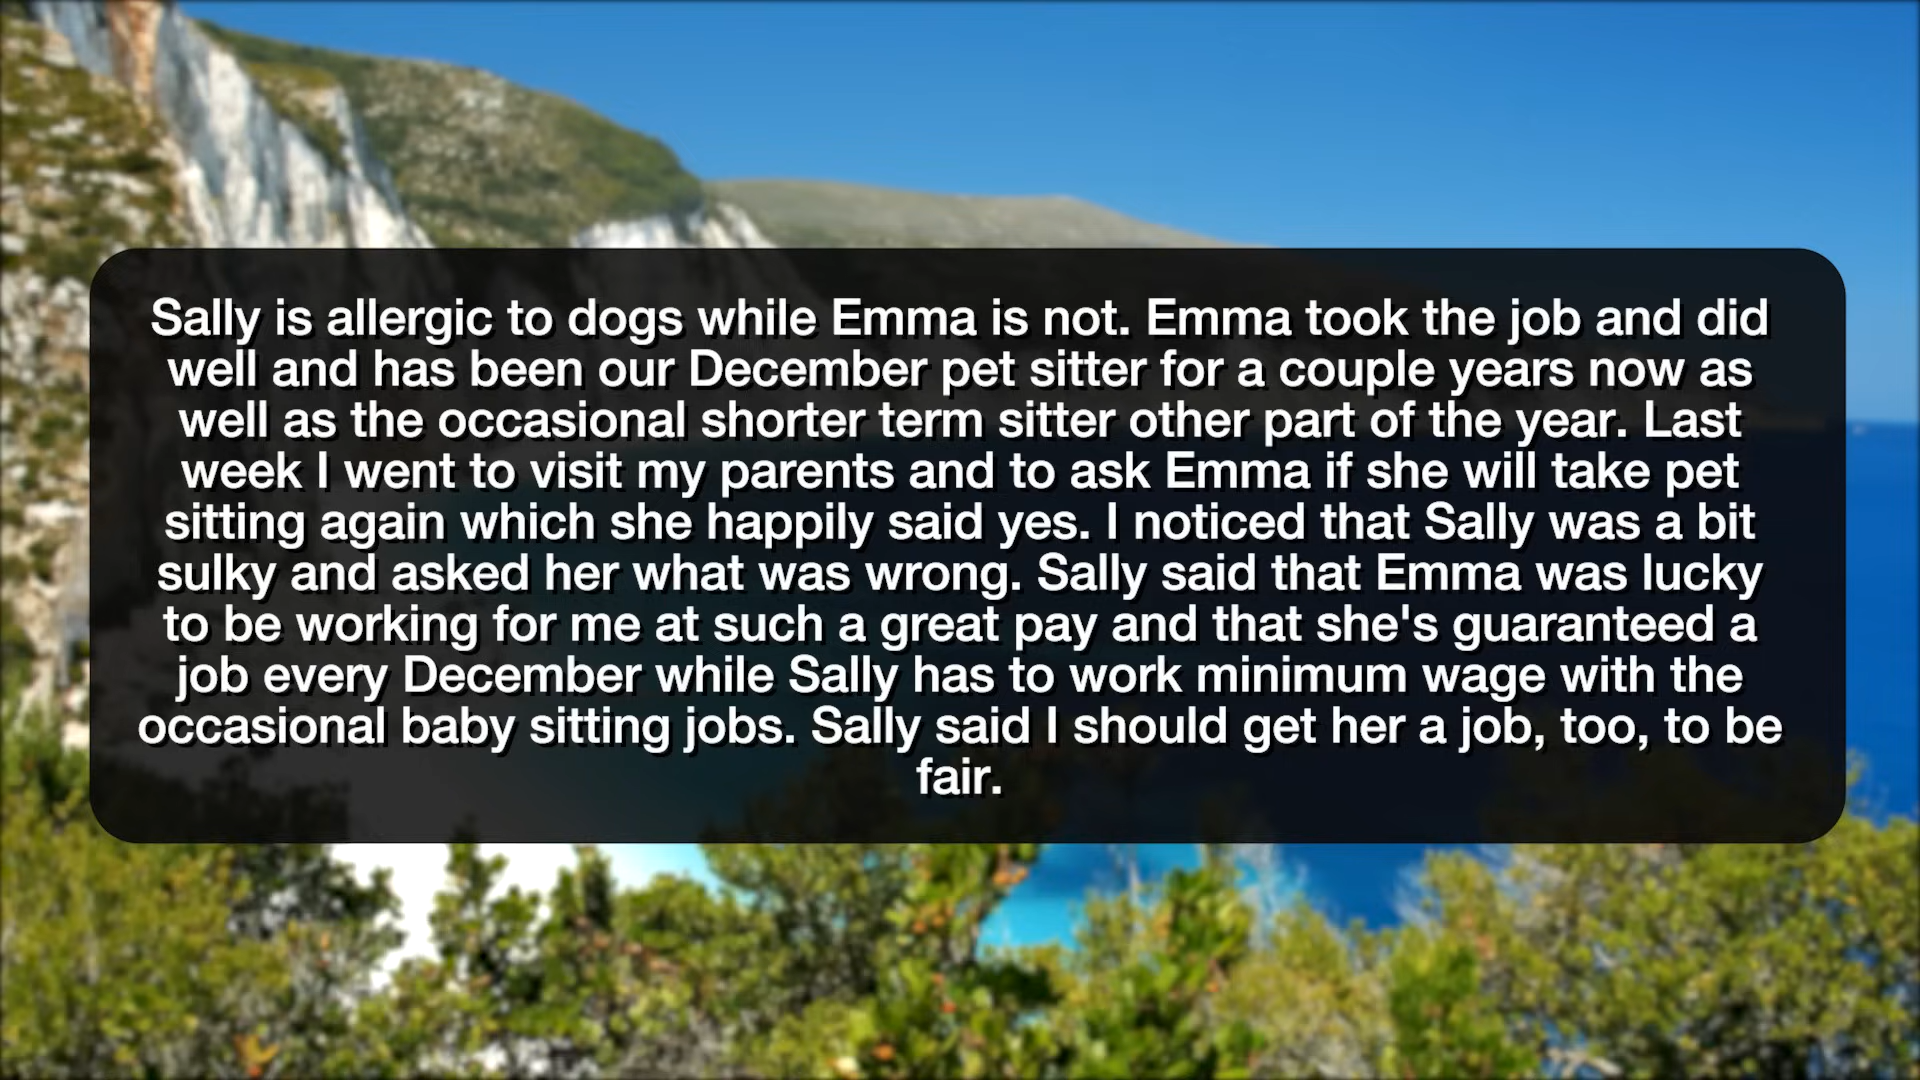 Sally is allergic to dogs while Emma is not. Emma took the job and did
well and has been our December pet sitter for a couple years now as
well as the occasional shorter term sitter other part of the year. Last
week I went to visit my parents and to ask Emma if she will take pet
sitting again which she happily said yes. I noticed that Sally was a bit
sulky and asked her what was wrong. Sally said that Emma was lucky
to be working for me at such a great pay and that she's guaranteed a
job every December while Sally has to work minimum wage with the
occasional baby sitting jobs. Sally said I should get her a job, too, to be
fair.